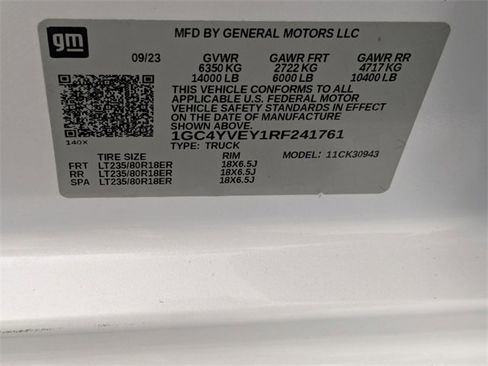 gm
MFD BY GENERAL MOTORS LLC
09/23 GVWR GAWR FRT GAWR RR
6350 KG 2722 KG 4717 KG
14000 LB 6000 LB 10400 LB
THIS VEHICLE CONFORMS TO ALL
APPLICABLE U.S. FEDERAL MOTOR
VEHICLE SAFETY STANDARDS IN EFFECT
ON THE DATE OF MANUFACTURE
SHOWN ABOVE.
1GC4YVEY1RF241761
140X TYPE: TRUCK MODEL: 11CK30943
TIRE SIZE RIM
FRT LT235/80R18ER 18X6.5J
RR LT235/80R18ER 18X6.5J
SPA LT235/80R18ER 18X6.5J